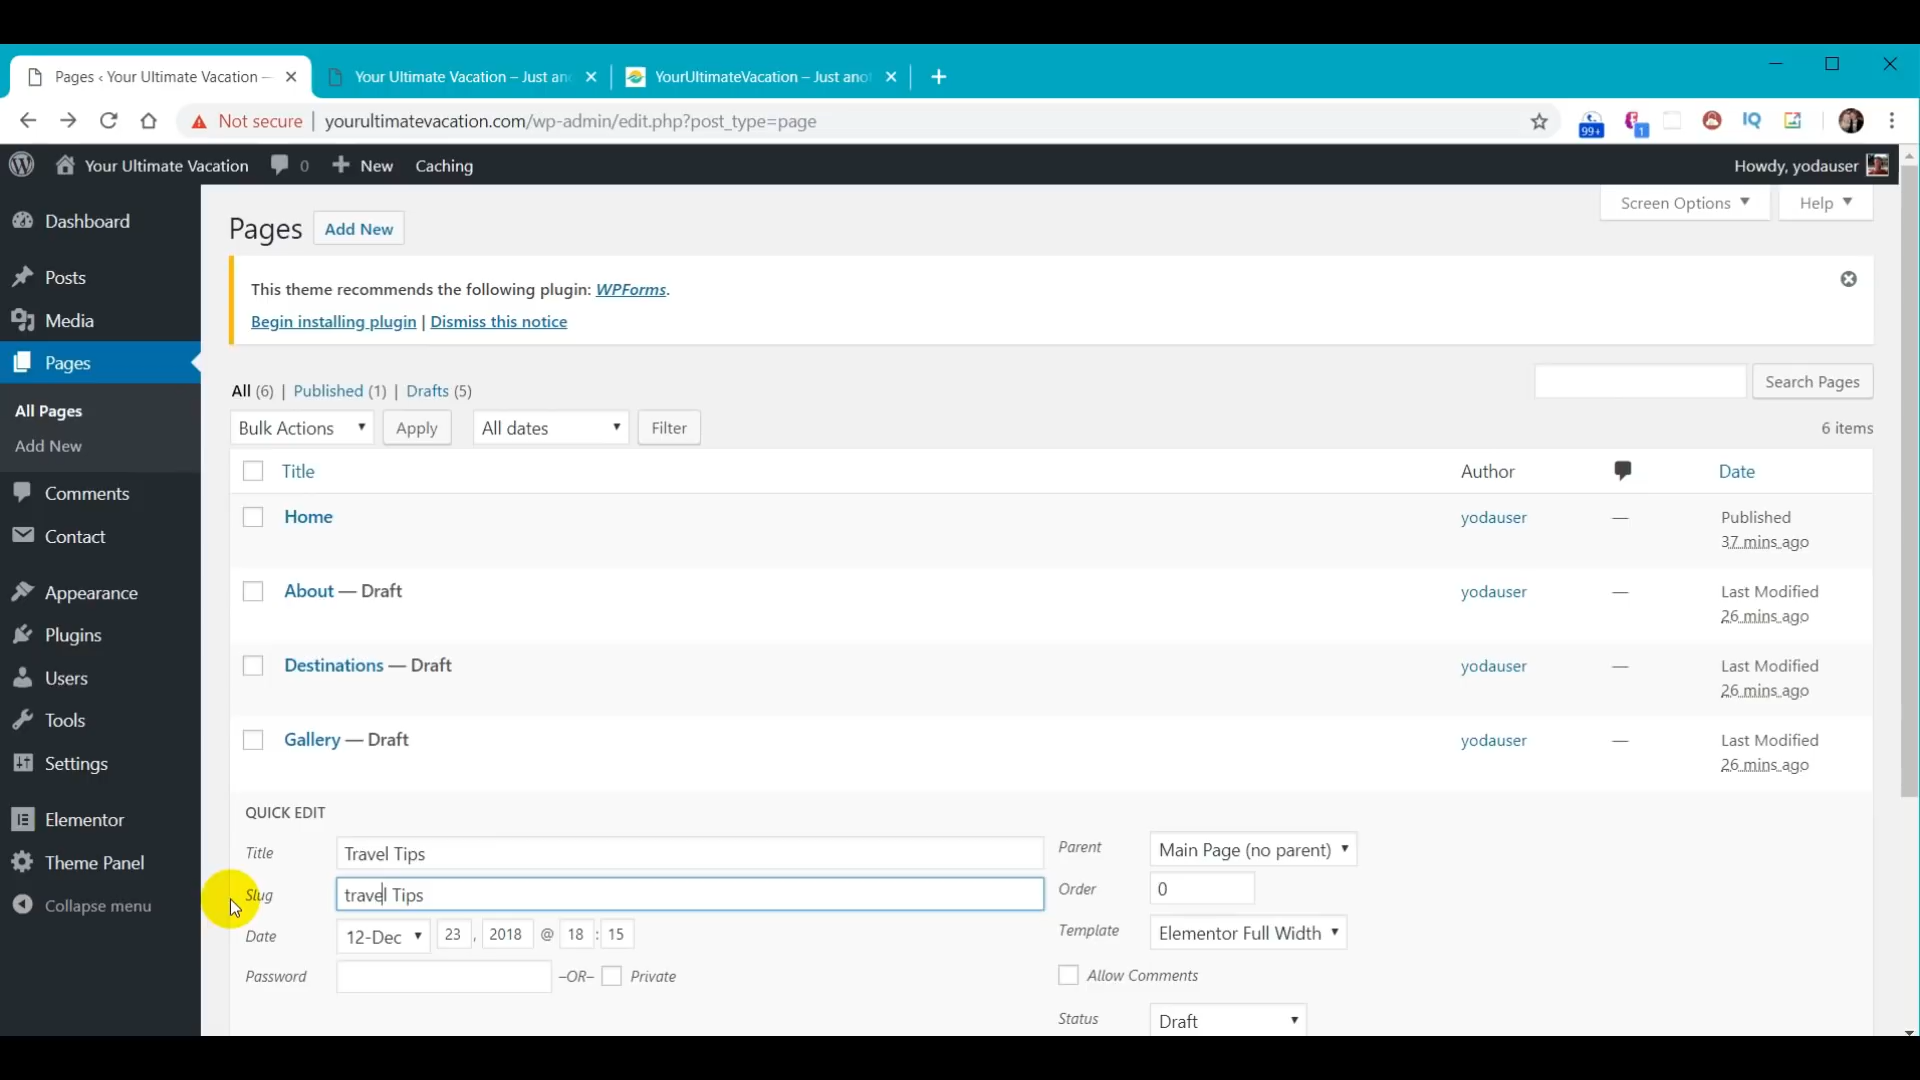 Pages ‹ Your Ultimate Vacation —
Your Ultimate Vacation – Just an
YourUltimateVacation – Just ano
Not secure | yourultimatevacation.com/wp-admin/edit.php?post_type=page
99+
1
IQ
Your Ultimate Vacation 0 New Caching
Howdy, yodauser
Dashboard
Posts
Media
Pages
All Pages
Add New
Comments
Contact
Appearance
Plugins
Users
Tools
Settings
Elementor
Theme Panel
Collapse menu
Screen Options Help
Pages Add New
This theme recommends the following plugin: WPForms.
Begin installing plugin | Dismiss this notice
All (6) | Published (1) | Drafts (5)
Search Pages
Bulk Actions Apply All dates Filter
6 items
Title Author Date
Home yodauser — Published
37 mins ago
About — Draft yodauser — Last Modified
26 mins ago
Destinations — Draft yodauser — Last Modified
26 mins ago
Gallery — Draft yodauser — Last Modified
26 mins ago
QUICK EDIT
Title Travel Tips
Slug travel Tips
Date 12-Dec 23 , 2018 @ 18 : 15
Password –OR– Private
Parent Main Page (no parent)
Order 0
Template Elementor Full Width
Allow Comments
Status Draft